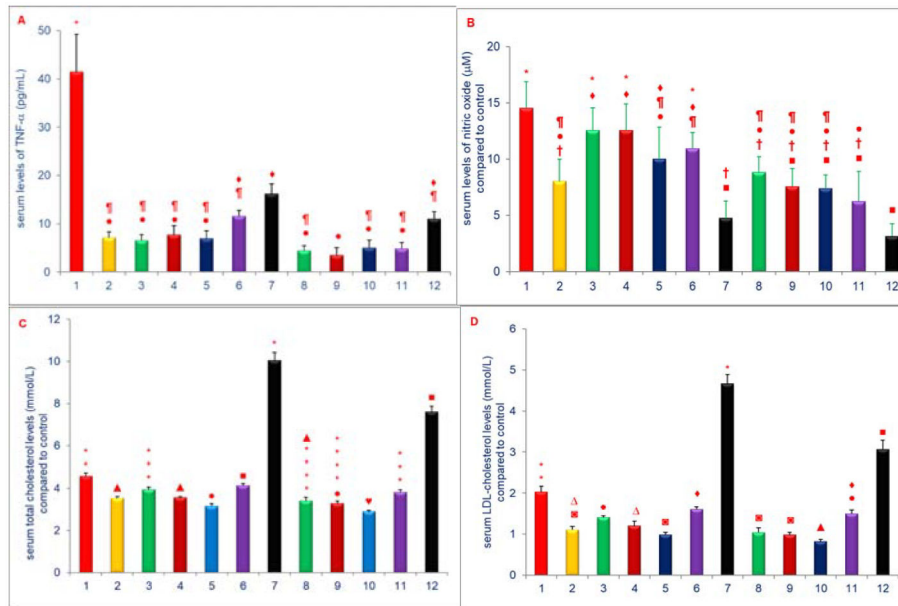 A
serum levels of TNF-α (pg/mL)
50
40
30
20
10
0
1 2 3 4 5 6 7 8 9 10 11 12
B
serum levels of nitric oxide (µM)
compared to control
20
15
10
5
0
1 2 3 4 5 6 7 8 9 10 11 12
C
serum total cholesterol levels (mmol/L)
compared to control
12
10
8
6
4
2
0
1 2 3 4 5 6 7 8 9 10 11 12
D
serum LDL-cholesterol levels (mmol/L)
compared to control
6
5
4
3
2
1
0
1 2 3 4 5 6 7 8 9 10 11 12